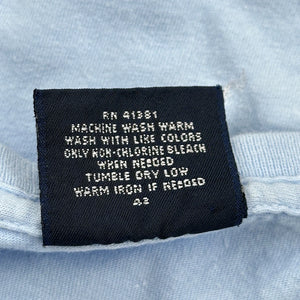 RN 41381
MACHINE WASH WARM
WASH WITH LIKE COLORS
ONLY NON-CHLORINE BLEACH
WHEN NEEDED
TUMBLE DRY LOW
WARM IRON IF NEEDED
42